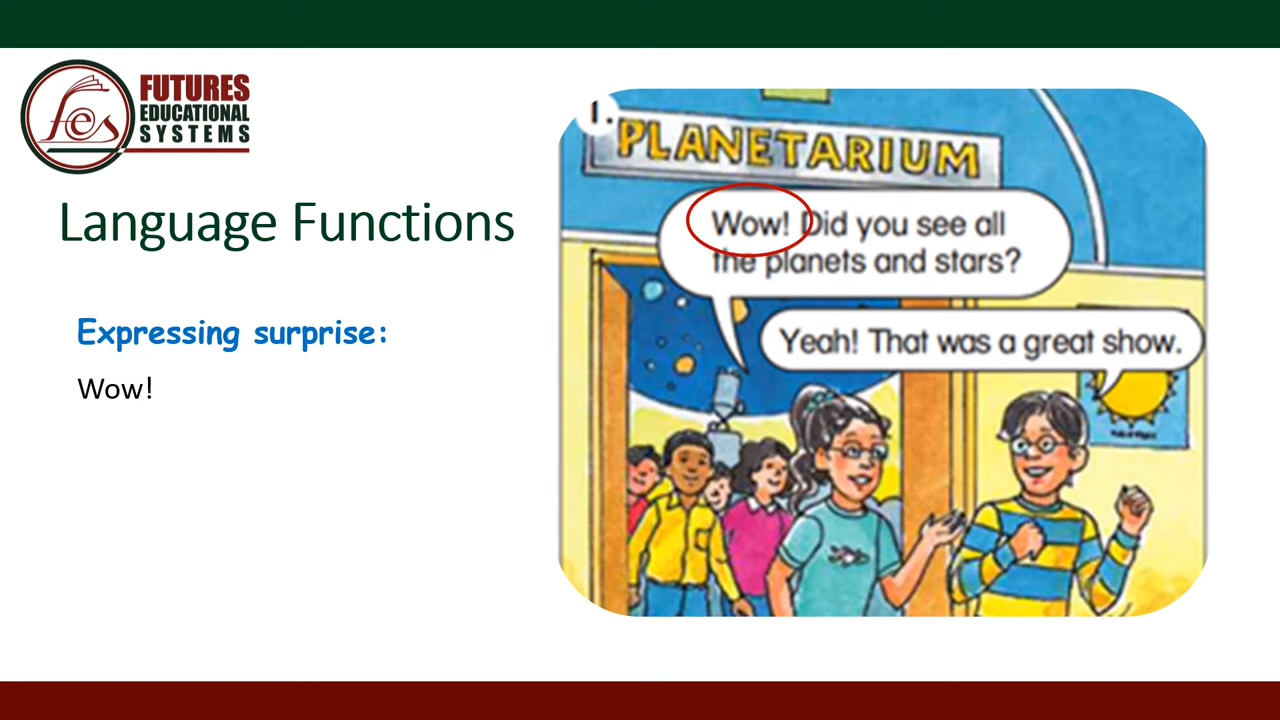 FUTURES
EDUCATIONAL
SYSTEMS
fes
Language Functions
Expressing surprise:
Wow!
1.
PLANETARIUM
Wow! Did you see all
the planets and stars?
Yeah! That was a great show.